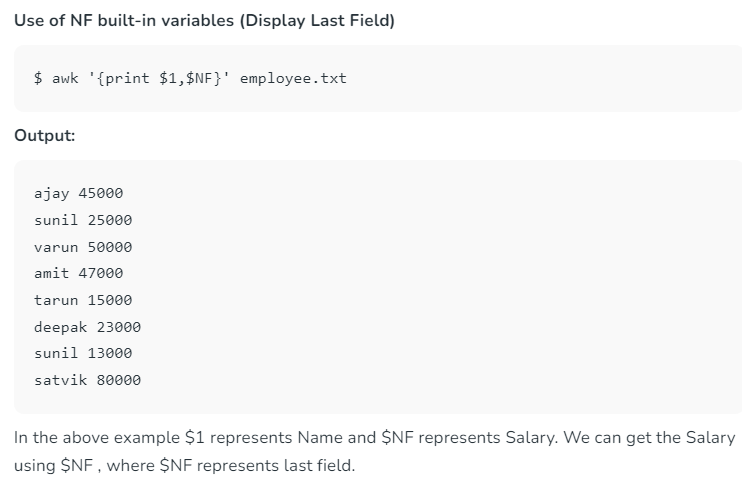 Use of NF built-in variables (Display Last Field)
$ awk '{print $1,$NF}' employee.txt
Output:
ajay 45000
sunil 25000
varun 50000
amit 47000
tarun 15000
deepak 23000
sunil 13000
satvik 80000
In the above example $1 represents Name and $NF represents Salary. We can get the Salary
using $NF , where $NF represents last field.